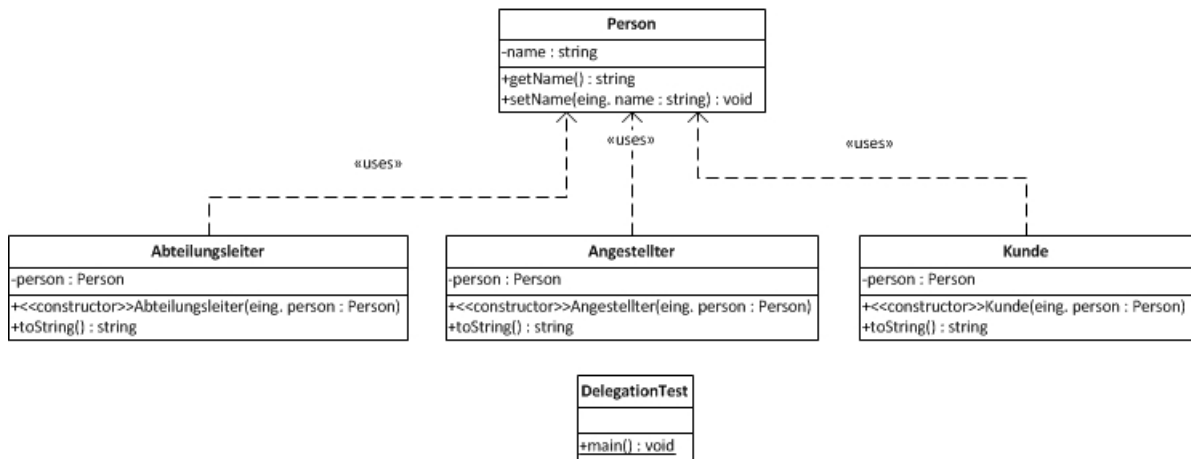 Person
-name : string
+getName() : string
+setName(eing. name : string) : void
«uses»
«uses»
«uses»
Abteilungsleiter
-person : Person
+<<constructor>>Abteilungsleiter(eing. person : Person)
+toString() : string
Angestellter
-person : Person
+<<constructor>>Angestellter(eing. person : Person)
+toString() : string
Kunde
-person : Person
+<<constructor>>Kunde(eing. person : Person)
+toString() : string
DelegationTest
+main() : void